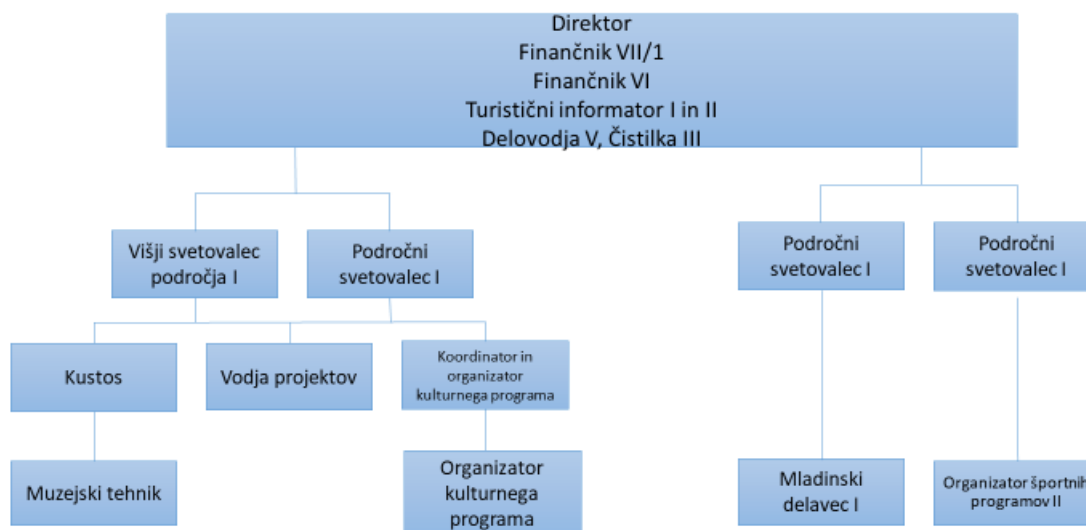 Direktor
Finančnik VII/1
Finančnik VI
Turistični informator I in II
Delovodja V, Čistilka III
Višji svetovalec
področja I
Področni
svetovalec I
Področni
svetovalec I
Področni
svetovalec I
Kustos
Vodja projektov
Koordinator in
organizator
kulturnega programa
Muzejski tehnik
Organizator
kulturnega
programa
Mladinski
delavec I
Organizator športnih
programov II